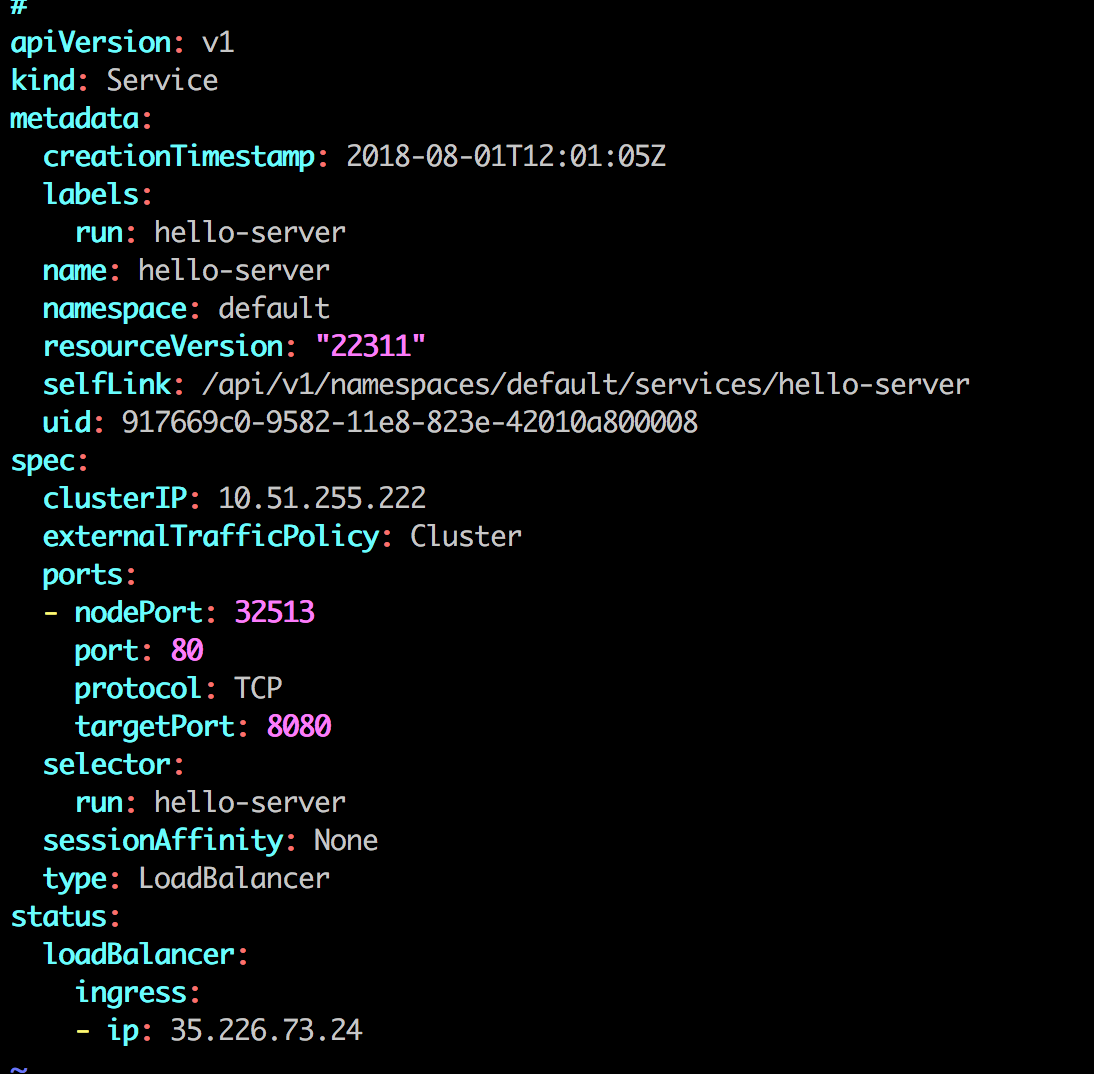 #
apiVersion: v1
kind: Service
metadata:
  creationTimestamp: 2018-08-01T12:01:05Z
  labels:
    run: hello-server
  name: hello-server
  namespace: default
  resourceVersion: "22311"
  selfLink: /api/v1/namespaces/default/services/hello-server
  uid: 917669c0-9582-11e8-823e-42010a800008
spec:
  clusterIP: 10.51.255.222
  externalTrafficPolicy: Cluster
  ports:
  - nodePort: 32513
    port: 80
    protocol: TCP
    targetPort: 8080
  selector:
    run: hello-server
  sessionAffinity: None
  type: LoadBalancer
status:
  loadBalancer:
    ingress:
    - ip: 35.226.73.24
~